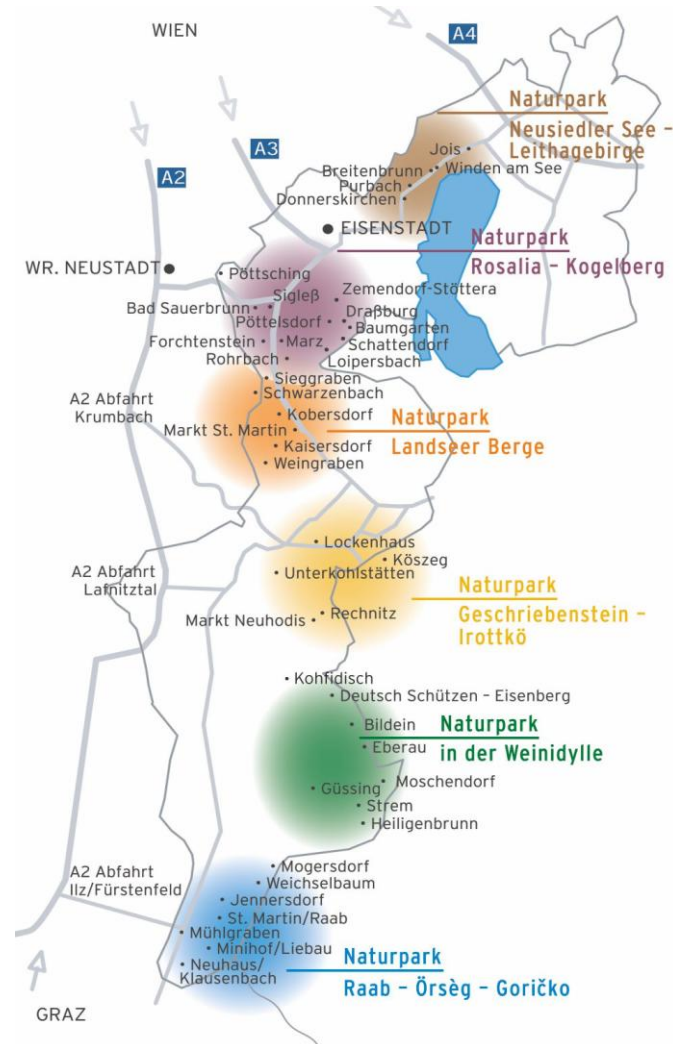 WIEN
A4
Naturpark
Neusiedler See –
Leithagebirge
A3
Jois
Breitenbrunn
Winden am See
A2
Purbach
Donnerskirchen
EISENSTADT
Naturpark
Rosalia – Kogelberg
WR. NEUSTADT
Pöttsching
Zemendorf-Stöttera
Sigleß
Bad Sauerbrunn
Draßburg
Pöttelsdorf
Baumgarten
Forchtenstein
Marz
Schattendorf
Rohrbach
Loipersbach
Sieggraben
A2 Abfahrt
Krumbach
Schwarzenbach
Kobersdorf
Naturpark
Landseer Berge
Markt St. Martin
Kaisersdorf
Weingraben
Lockenhaus
Köszeg
A2 Abfahrt
Lafnitztal
Unterkohlstätten
Naturpark
Geschriebenstein –
Irottkö
Rechnitz
Markt Neuhodis
Kohfidisch
Deutsch Schützen – Eisenberg
Bildein
Naturpark
in der Weinidylle
Eberau
Moschendorf
Güssing
Strem
Heiligenbrunn
Mogersdorf
A2 Abfahrt
Ilz/Fürstenfeld
Weichselbaum
Jennersdorf
St. Martin/Raab
Mühlgraben
Minihof/Liebau
Naturpark
Raab – Örsèg – Goričko
Neuhaus/
Klausenbach
GRAZ